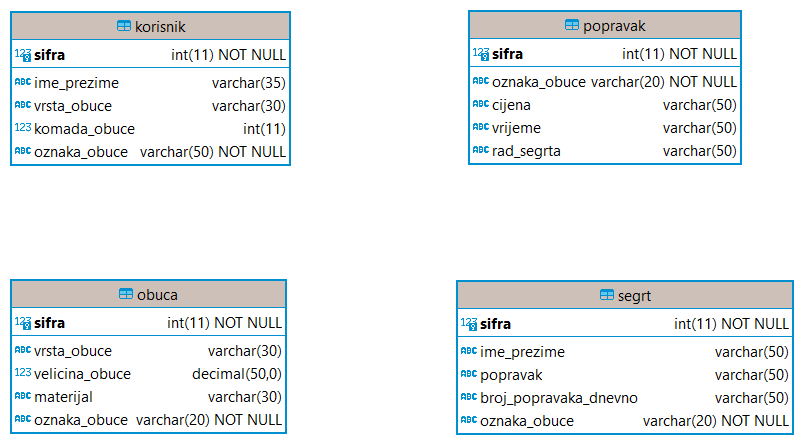 korisnik
sifra int(11) NOT NULL
ABC ime_prezime varchar(35)
ABC vrsta_obuce varchar(30)
123 komada_obuce int(11)
ABC oznaka_obuce varchar(50) NOT NULL
popravak
sifra int(11) NOT NULL
ABC oznaka_obuce varchar(20) NOT NULL
ABC cijena varchar(50)
ABC vrijeme varchar(50)
ABC rad_segrta varchar(50)
obuca
sifra int(11) NOT NULL
ABC vrsta_obuce varchar(30)
123 velicina_obuce decimal(50,0)
ABC materijal varchar(30)
ABC oznaka_obuce varchar(20) NOT NULL
segrt
sifra int(11) NOT NULL
ABC ime_prezime varchar(50)
ABC popravak varchar(50)
ABC broj_popravaka_dnevno varchar(50)
ABC oznaka_obuce varchar(20) NOT NULL